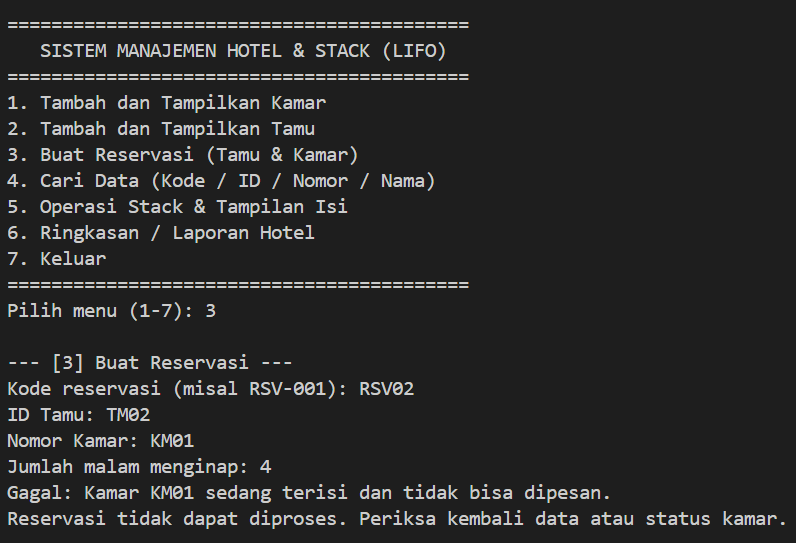 ==========================================
SISTEM MANAJEMEN HOTEL & STACK (LIFO)
==========================================
1. Tambah dan Tampilkan Kamar
2. Tambah dan Tampilkan Tamu
3. Buat Reservasi (Tamu & Kamar)
4. Cari Data (Kode / ID / Nomor / Nama)
5. Operasi Stack & Tampilan Isi
6. Ringkasan / Laporan Hotel
7. Keluar
==========================================
Pilih menu (1-7): 3

--- [3] Buat Reservasi ---
Kode reservasi (misal RSV-001): RSV02
ID Tamu: TM02
Nomor Kamar: KM01
Jumlah malam menginap: 4
Gagal: Kamar KM01 sedang terisi dan tidak bisa dipesan.
Reservasi tidak dapat diproses. Periksa kembali data atau status kamar.